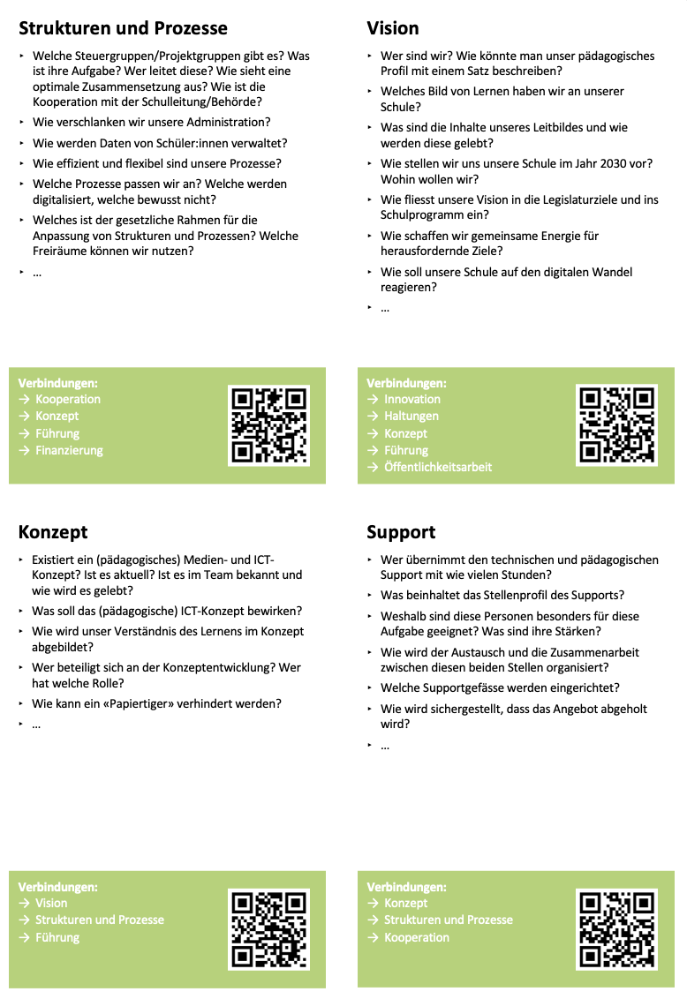 Strukturen und Prozesse
‣ Welche Steuergruppen/Projektgruppen gibt es? Was
ist ihre Aufgabe? Wer leitet diese? Wie sieht eine
optimale Zusammensetzung aus? Wie ist die
Kooperation mit der Schulleitung/Behörde?
‣ Wie verschlanken wir unsere Administration?
‣ Wie werden Daten von Schüler:innen verwaltet?
‣ Wie effizient und flexibel sind unsere Prozesse?
‣ Welche Prozesse passen wir an? Welche werden
digitalisiert, welche bewusst nicht?
‣ Welches ist der gesetzliche Rahmen für die
Anpassung von Strukturen und Prozessen? Welche
Freiräume können wir nutzen?
‣ …
Verbindungen:
→ Kooperation
→ Konzept
→ Führung
→ Finanzierung
Vision
‣ Wer sind wir? Wie könnte man unser pädagogisches
Profil mit einem Satz beschreiben?
‣ Welches Bild von Lernen haben wir an unserer
Schule?
‣ Was sind die Inhalte unseres Leitbildes und wie
werden diese gelebt?
‣ Wie stellen wir uns unsere Schule im Jahr 2030 vor?
Wohin wollen wir?
‣ Wie fliesst unsere Vision in die Legislaturziele und ins
Schulprogramm ein?
‣ Wie schaffen wir gemeinsame Energie für
herausfordernde Ziele?
‣ Wie soll unsere Schule auf den digitalen Wandel
reagieren?
‣ …
Verbindungen:
→ Innovation
→ Haltungen
→ Konzept
→ Führung
→ Öffentlichkeitsarbeit
Konzept
‣ Existiert ein (pädagogisches) Medien- und ICT-
Konzept? Ist es aktuell? Ist es im Team bekannt und
wie wird es gelebt?
‣ Was soll das (pädagogische) ICT-Konzept bewirken?
‣ Wie wird unser Verständnis des Lernens im Konzept
abgebildet?
‣ Wer beteiligt sich an der Konzeptentwicklung? Wer
hat welche Rolle?
‣ Wie kann ein «Papiertiger» verhindert werden?
‣ …
Verbindungen:
→ Vision
→ Strukturen und Prozesse
→ Führung
Support
‣ Wer übernimmt den technischen und pädagogischen
Support mit wie vielen Stunden?
‣ Was beinhaltet das Stellenprofil des Supports?
‣ Weshalb sind diese Personen besonders für diese
Aufgabe geeignet? Was sind ihre Stärken?
‣ Wie wird der Austausch und die Zusammenarbeit
zwischen diesen beiden Stellen organisiert?
‣ Welche Supportgefässe werden eingerichtet?
‣ Wie wird sichergestellt, dass das Angebot abgeholt
wird?
‣ …
Verbindungen:
→ Konzept
→ Strukturen und Prozesse
→ Kooperation